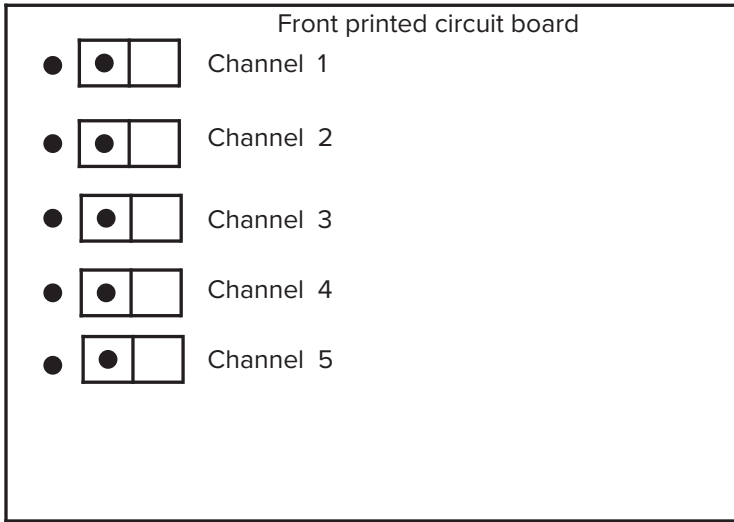 Front printed circuit board
Channel 1
Channel 2
Channel 3
Channel 4
Channel 5